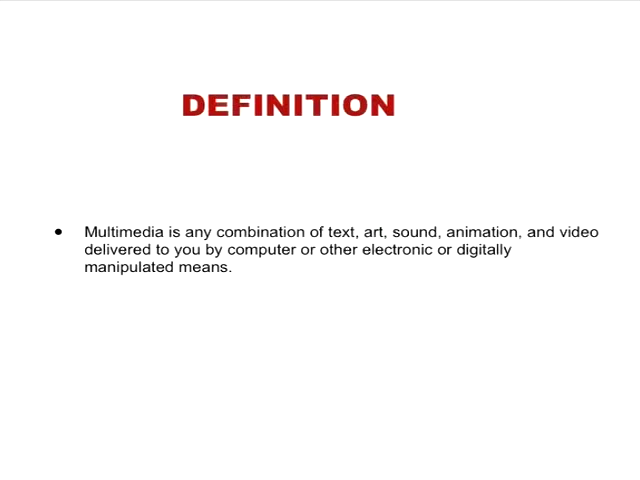 DEFINITION
• Multimedia is any combination of text, art, sound, animation, and video
delivered to you by computer or other electronic or digitally
manipulated means.